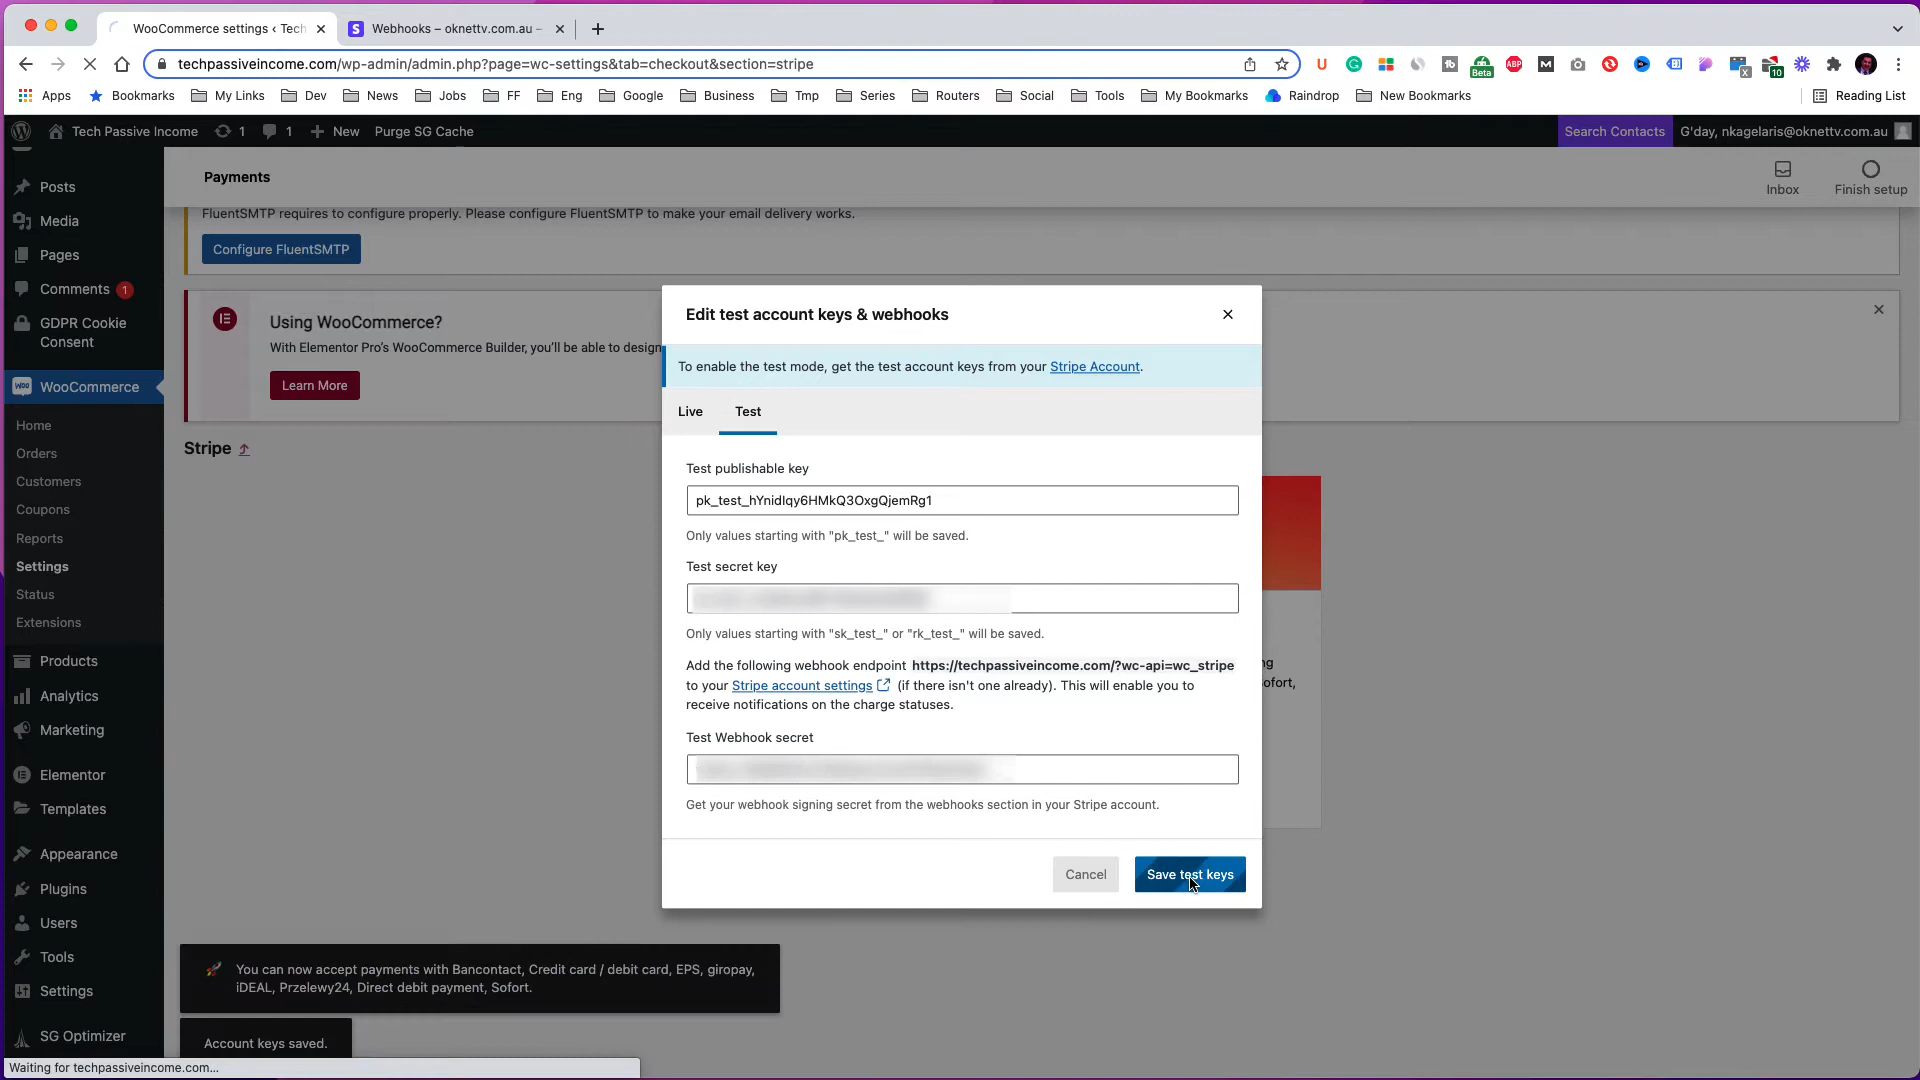 WooCommerce settings ‹ Tech
Webhooks – oknettv.com.au –
techpassiveincome.com/wp-admin/admin.php?page=wc-settings&tab=checkout&section=stripe
Beta
ABP
10
Apps
Bookmarks
My Links
Dev
News
Jobs
FF
Eng
Google
Business
Tmp
Series
Routers
Social
Tools
My Bookmarks
Raindrop
New Bookmarks
Reading List
Tech Passive Income
1
1
New
Purge SG Cache
Search Contacts
G'day, nkagelaris@oknettv.com.au
Posts
Media
Pages
Comments 1
GDPR Cookie
Consent
WooCommerce
Home
Orders
Customers
Coupons
Reports
Settings
Status
Extensions
Products
Analytics
Marketing
Elementor
Templates
Appearance
Plugins
Users
Tools
Settings
SG Optimizer
Payments
Inbox
Finish setup
FluentSMTP requires to configure properly. Please configure FluentSMTP to make your email delivery works.
Configure FluentSMTP
Using WooCommerce?
With Elementor Pro's WooCommerce Builder, you'll be able to design
Learn More
Stripe
Edit test account keys & webhooks
To enable the test mode, get the test account keys from your Stripe Account.
Live
Test
Test publishable key
pk_test_hYnidIqy6HMkQ3OxgQjemRg1
Only values starting with "pk_test_" will be saved.
Test secret key
Only values starting with "sk_test_" or "rk_test_" will be saved.
Add the following webhook endpoint https://techpassiveincome.com/?wc-api=wc_stripe
to your Stripe account settings (if there isn't one already). This will enable you to
receive notifications on the charge statuses.
Test Webhook secret
Get your webhook signing secret from the webhooks section in your Stripe account.
Cancel
Save test keys
You can now accept payments with Bancontact, Credit card / debit card, EPS, giropay,
iDEAL, Przelewy24, Direct debit payment, Sofort.
Account keys saved.
Waiting for techpassiveincome.com...